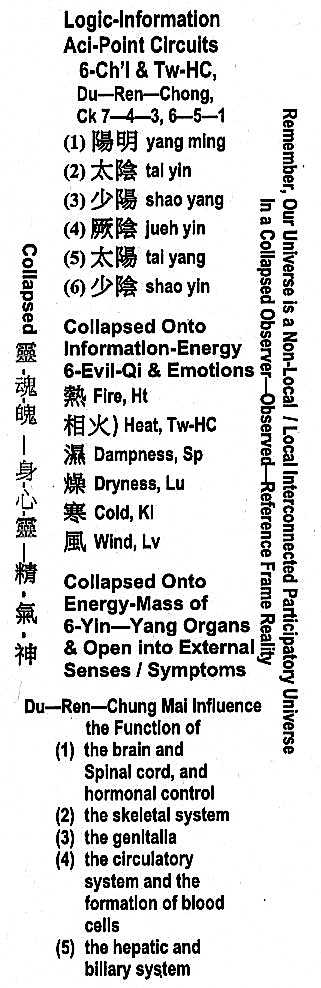 Logic-Information
Aci-Point Circuits
6-Ch'I & Tw-HC,
Du—Ren—Chong,
Ck 7—4—3, 6—5—1
(1) 陽明 yang ming
(2) 太陰 tai yin
(3) 少陽 shao yang
(4) 厥陰 jueh yin
(5) 太陽 tai yang
(6) 少陰 shao yin
Collapsed Onto
Information-Energy
6-Evil-Qi & Emotions
熱 Fire, Ht
相火) Heat, Tw-HC
濕 Dampness, Sp
燥 Dryness, Lu
寒 Cold, KI
風 Wind, Lv
Collapsed Onto
Energy-Mass of
6-Yin—Yang Organs
& Open into External
Senses / Symptoms
Du—Ren—Chung Mai Influence
the Function of
(1) the brain and
Spinal cord, and
hormonal control
(2) the skeletal system
(3) the genitalia
(4) the circulatory
system and the
formation of blood
cells
(5) the hepatic and
biliary system
Collapsed 靈-魂-魄 — 身-心-靈 — 精-氣-神
Remember, Our Universe is a Non-Local / Local Interconnected Participatory Universe
In a Collapsed Observer—Observed—Reference Frame Reality